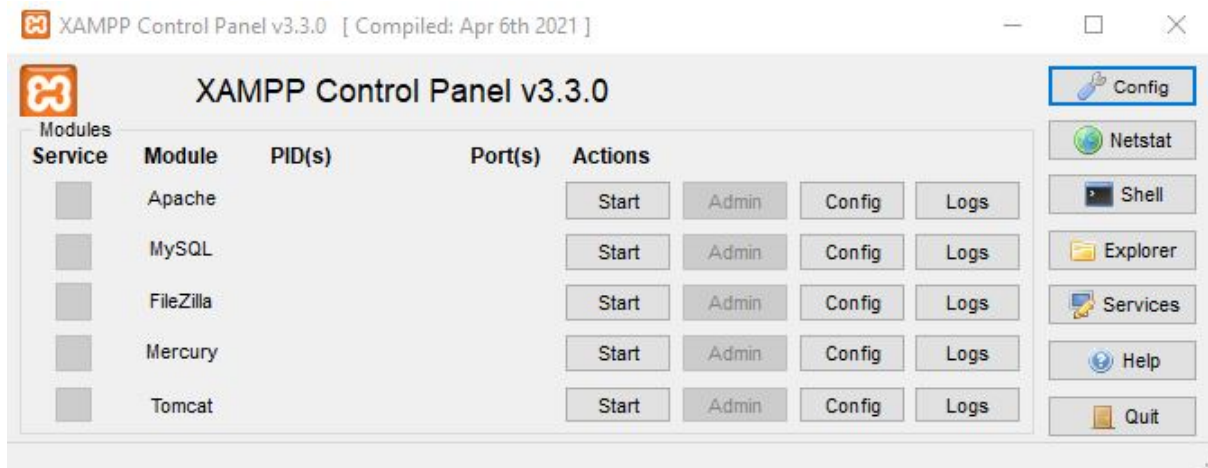 XAMPP Control Panel v3.3.0 [ Compiled: Apr 6th 2021 ]
XAMPP Control Panel v3.3.0
Config
Modules
Netstat
Service Module PID(s) Port(s) Actions
Apache Start Admin Config Logs
Shell
MySQL Start Admin Config Logs
Explorer
FileZilla Start Admin Config Logs
Services
Mercury Start Admin Config Logs
Help
Tomcat Start Admin Config Logs
Quit